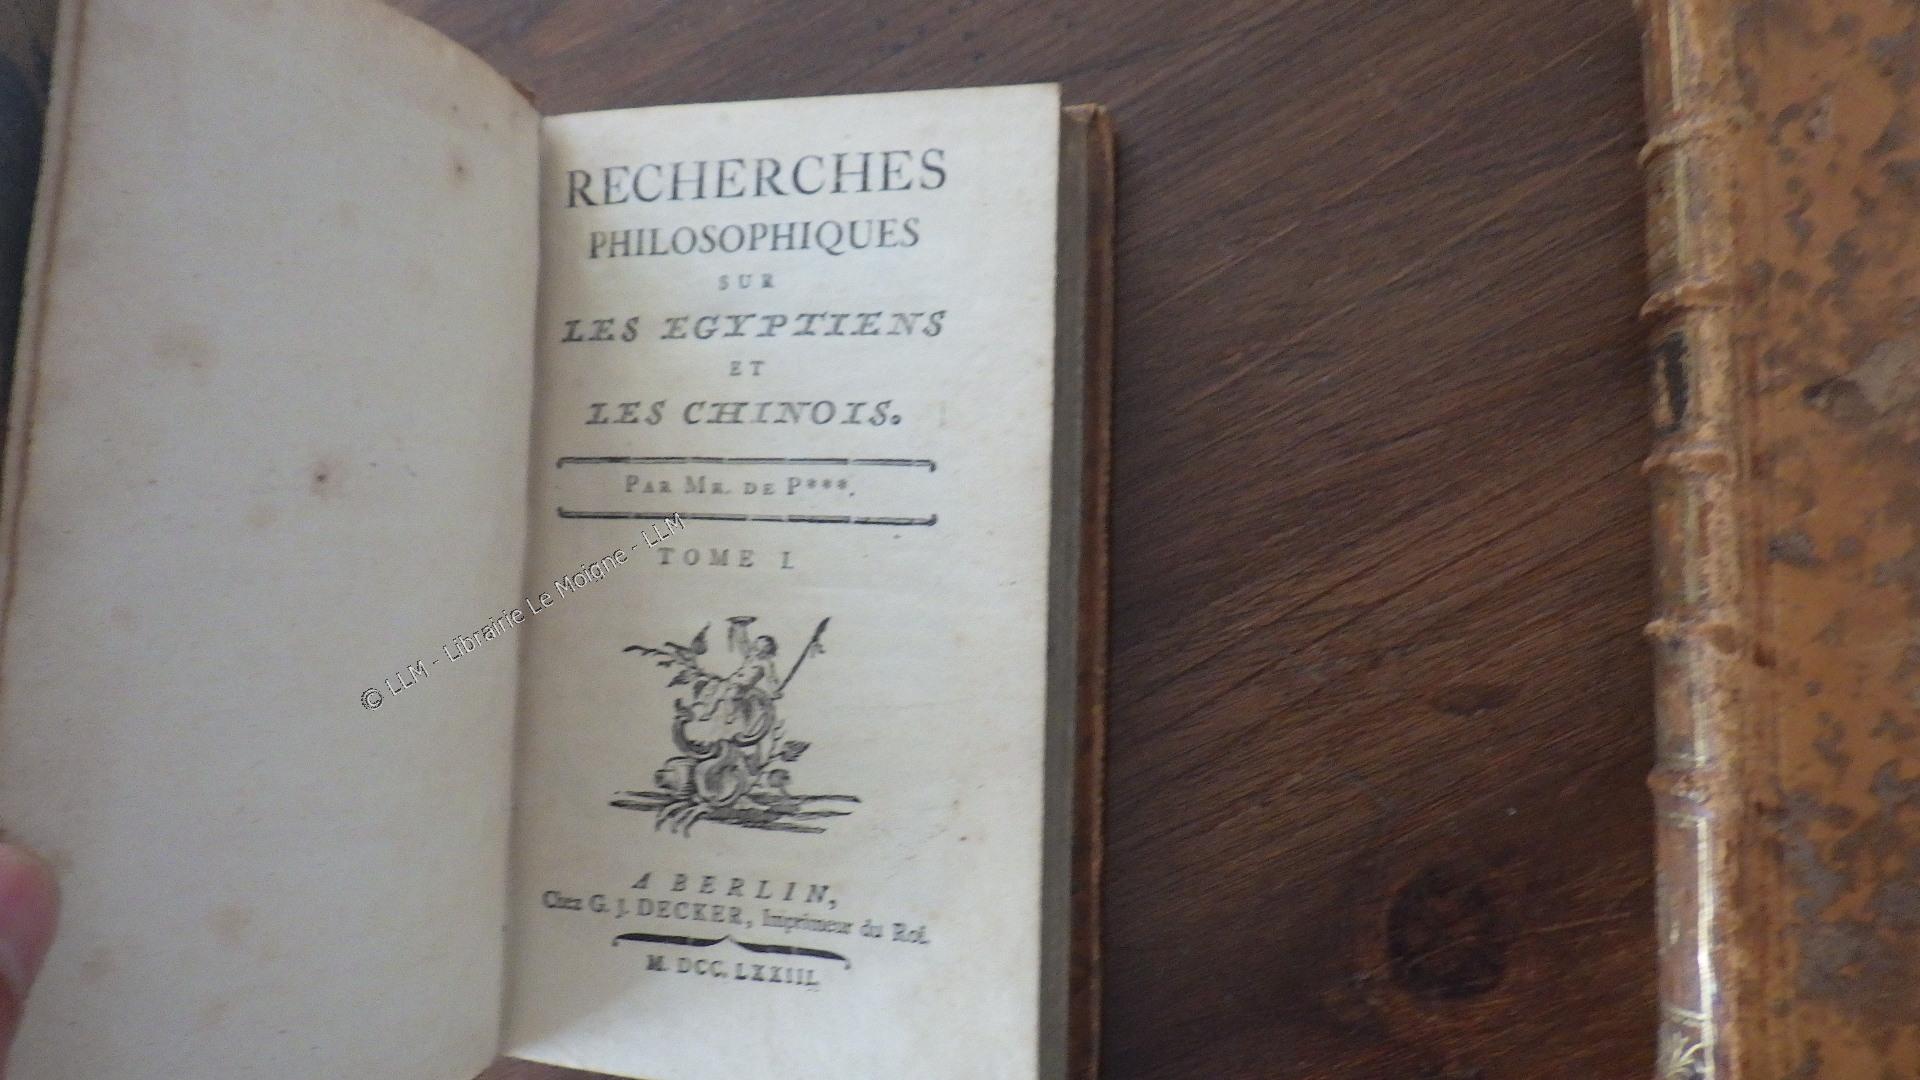 RECHERCHES
PHILOSOPHIQUES
SUR
LES EGYPTIENS
ET
LES CHINOIS.
PAR MR. DE P***.
TOME I.
© LLM - Librairie Le Moigne - LLM
A BERLIN,
Chez G. J. DECKER, Imprimeur du Roi.
M. DCC. LXXIII.